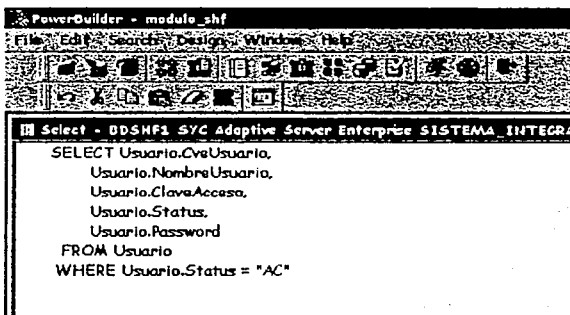 PowerBuilder - modulo_shf
File Edit Search Design Window Help
Select - BDSHF1 SYC Adaptive Server Enterprise SISTEMA_INTEGRA
SELECT Usuario.CveUsuario,
Usuario.NombreUsuario,
Usuario.ClaveAcceso,
Usuario.Status,
Usuario.Password
FROM Usuario
WHERE Usuario.Status = "AC"